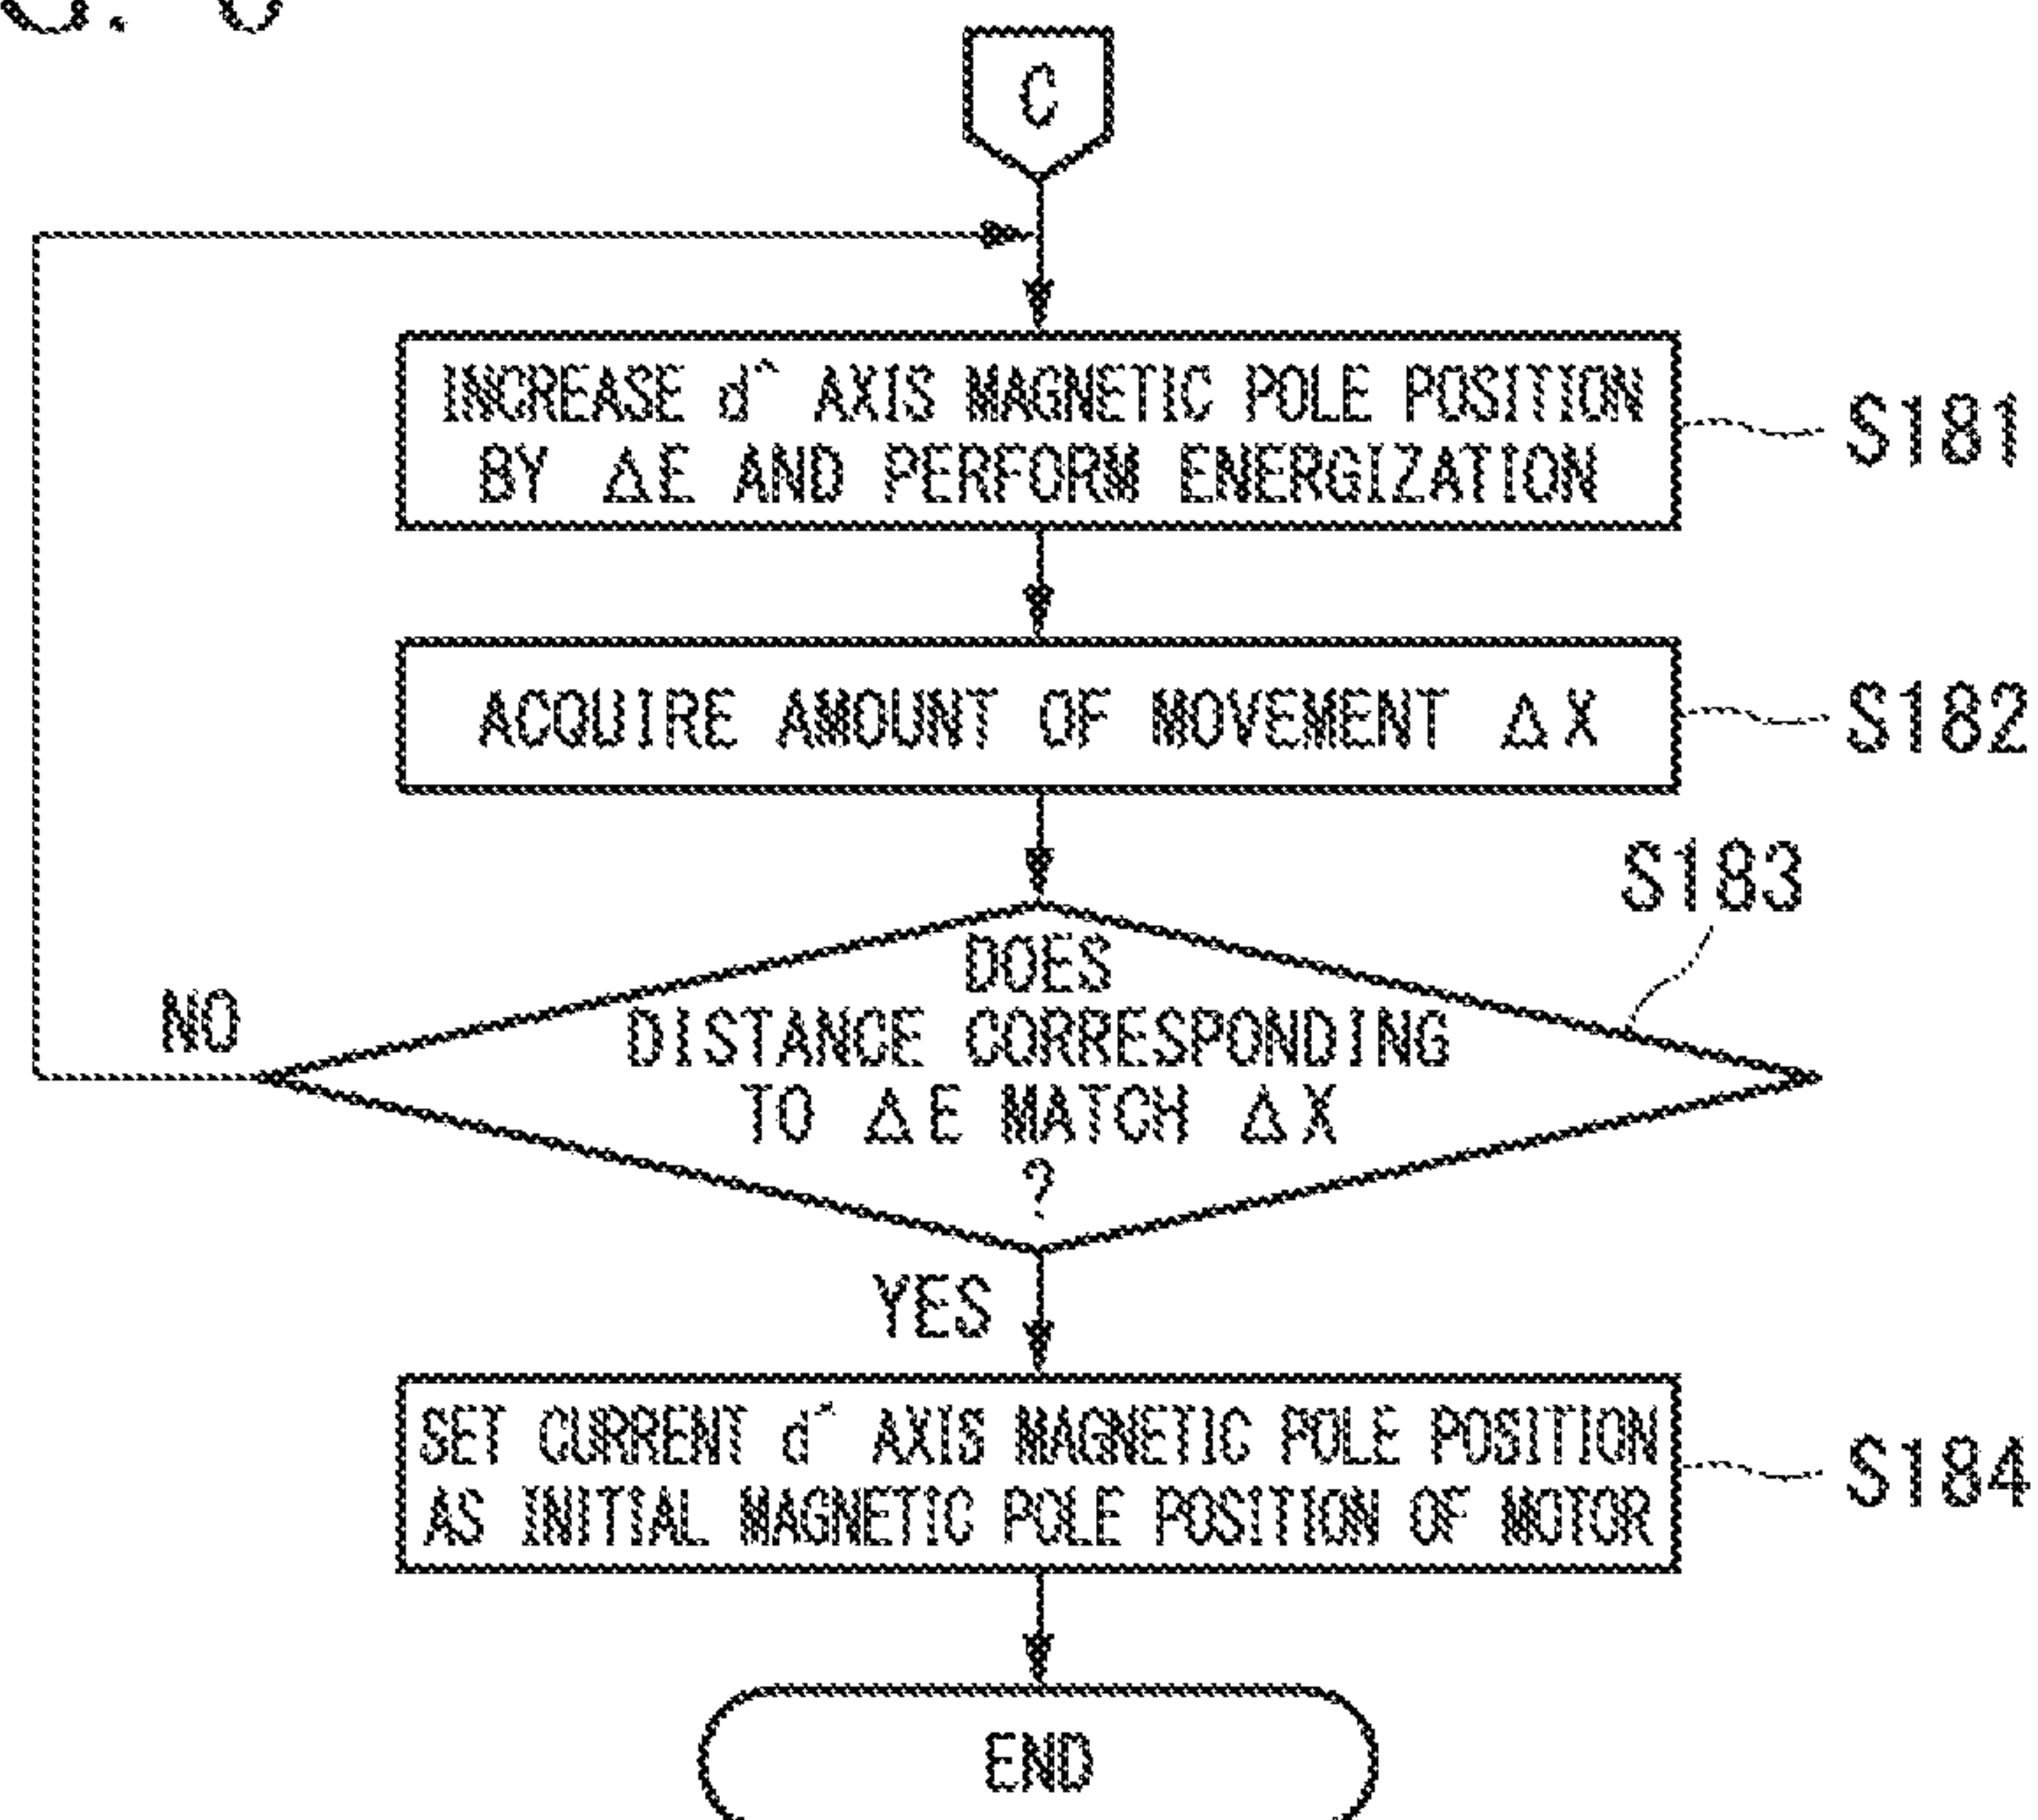 C
INCREASE d^ AXIS MAGNETIC POLE POSITION
BY ΔE AND PERFORM ENERGIZATION
S181
ACQUIRE AMOUNT OF MOVEMENT ΔX
S182
S183
DOES
DISTANCE CORRESPONDING
TO ΔE MATCH ΔX
?
NO
YES
SET CURRENT d^ AXIS MAGNETIC POLE POSITION
AS INITIAL MAGNETIC POLE POSITION OF MOTOR
S184
END